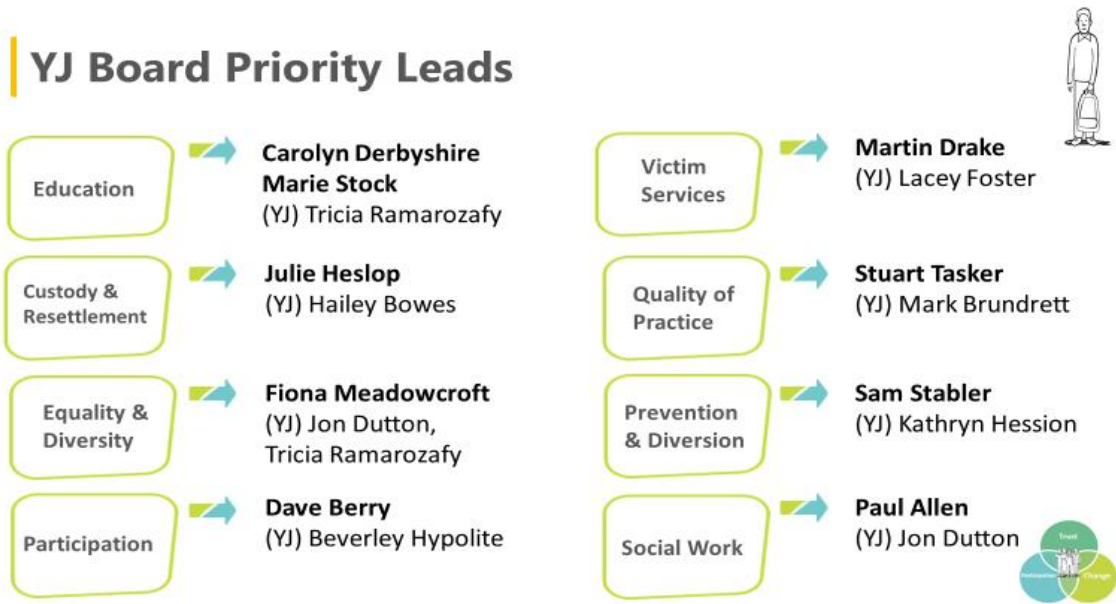 YJ Board Priority Leads
Education
Carolyn Derbyshire
Marie Stock
(YJ) Tricia Ramarozafy
Custody &
Resettlement
Julie Heslop
(YJ) Hailey Bowes
Equality &
Diversity
Fiona Meadowcroft
(YJ) Jon Dutton,
Tricia Ramarozafy
Participation
Dave Berry
(YJ) Beverley Hypolite
Victim
Services
Martin Drake
(YJ) Lacey Foster
Quality of
Practice
Stuart Tasker
(YJ) Mark Brundrett
Prevention
& Diversion
Sam Stabler
(YJ) Kathryn Hession
Social Work
Paul Allen
(YJ) Jon Dutton
Trust
Participation
Change